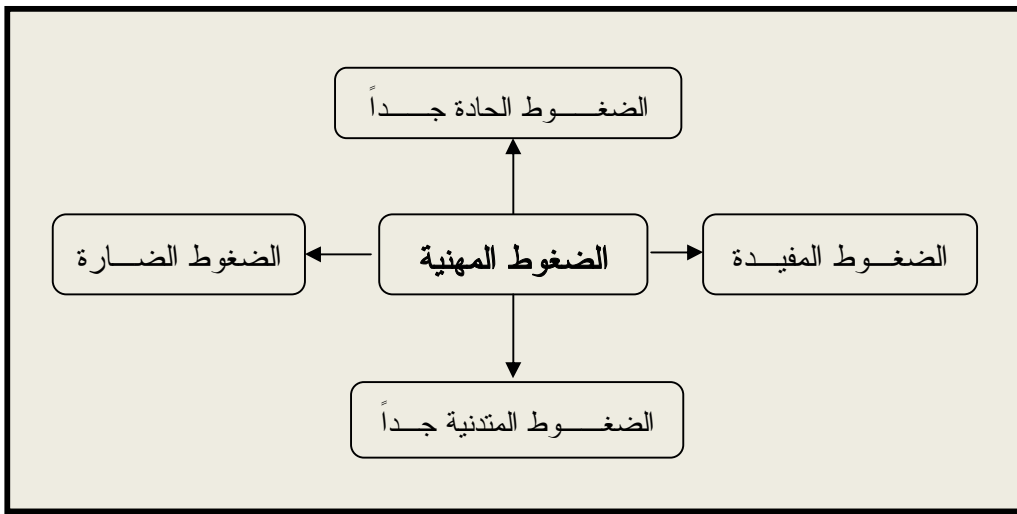 الضغوط الحادة جداً
الضغوط المفيدة
الضغوط المهنية
الضغوط الضارة
الضغوط المتدنية جداً